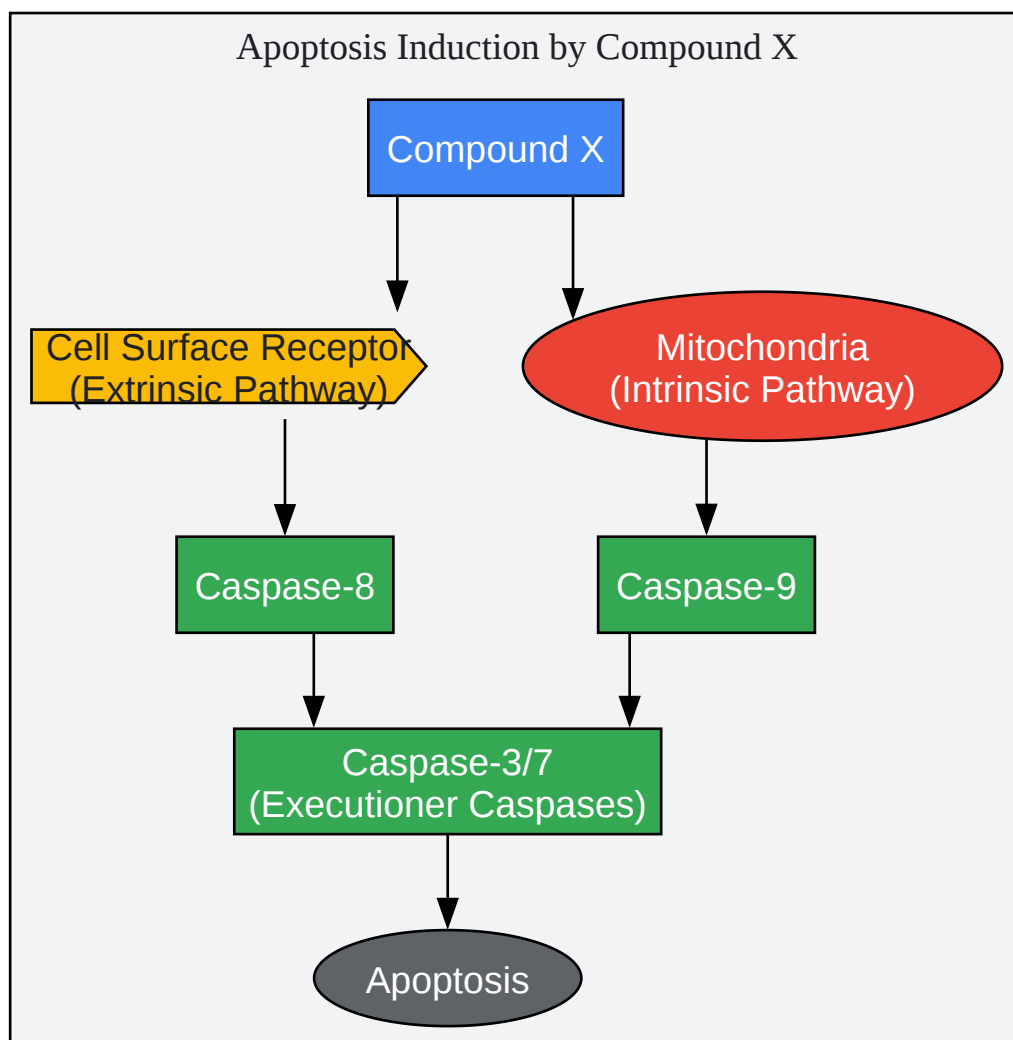 Apoptosis Induction by Compound X
Compound X
Cell Surface Receptor
(Extrinsic Pathway)
Mitochondria
(Intrinsic Pathway)
Caspase-8
Caspase-9
Caspase-3/7
(Executioner Caspases)
Apoptosis